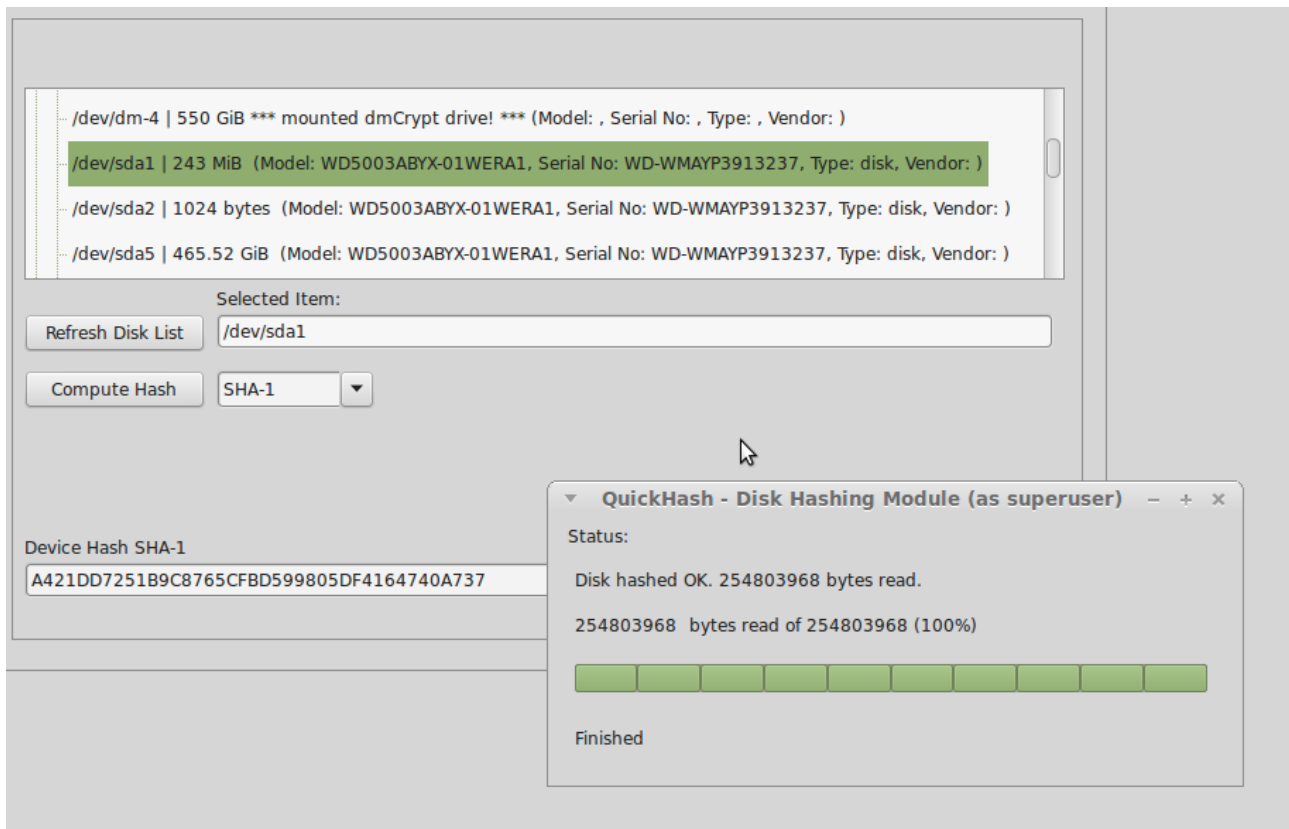 /dev/dm-4 | 550 GiB *** mounted dmCrypt drive! *** (Model: , Serial No: , Type: , Vendor: )
/dev/sda1 | 243 MiB  (Model: WD5003ABYX-01WERA1, Serial No: WD-WMAYP3913237, Type: disk, Vendor: )
/dev/sda2 | 1024 bytes  (Model: WD5003ABYX-01WERA1, Serial No: WD-WMAYP3913237, Type: disk, Vendor: )
/dev/sda5 | 465.52 GiB  (Model: WD5003ABYX-01WERA1, Serial No: WD-WMAYP3913237, Type: disk, Vendor: )
Selected Item:
Refresh Disk List /dev/sda1
Compute Hash SHA-1
QuickHash - Disk Hashing Module (as superuser)
Status:
Device Hash SHA-1
Disk hashed OK. 254803968 bytes read.
A421DD7251B9C8765CFBD599805DF4164740A737
254803968  bytes read of 254803968 (100%)
Finished